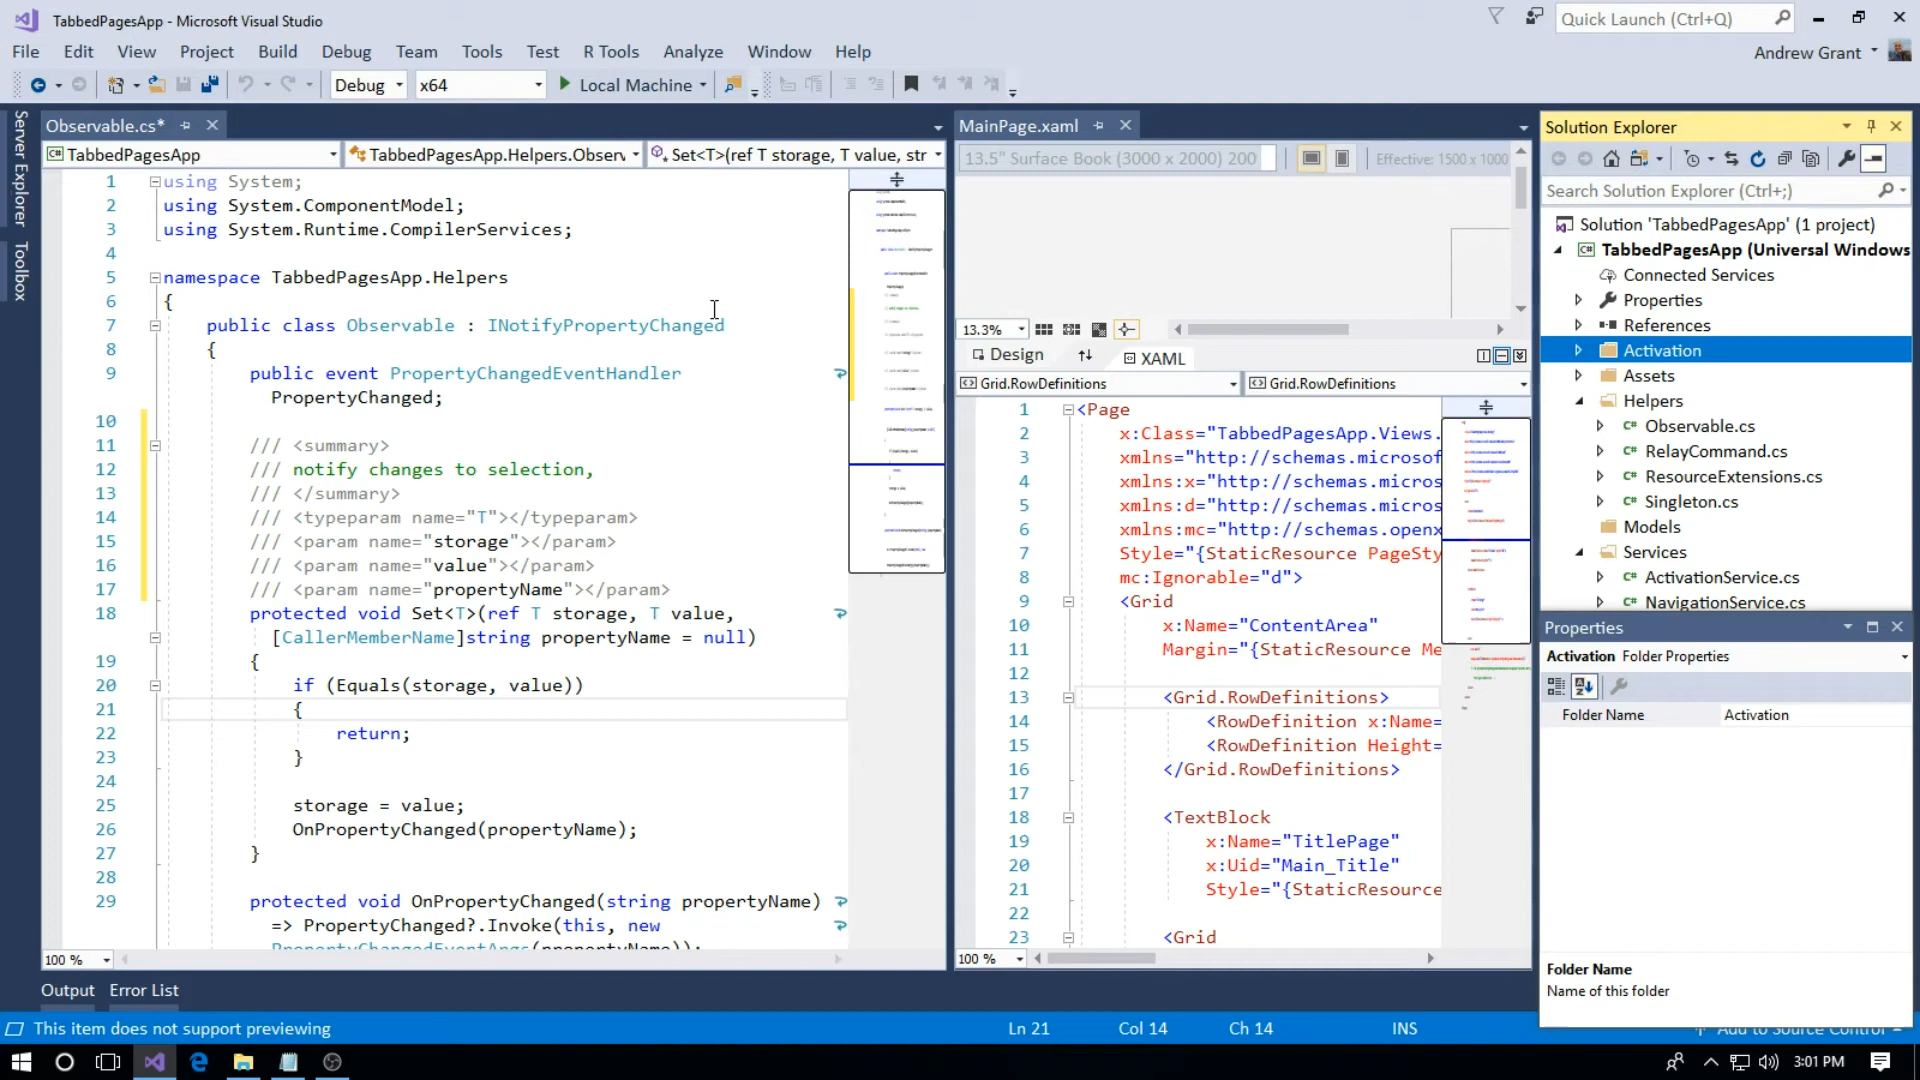 TabbedPagesApp - Microsoft Visual Studio
Quick Launch (Ctrl+Q)
File Edit View Project Build Debug Team Tools Test R Tools Analyze Window Help
Andrew Grant
Debug x64 Local Machine
Server Explorer
Toolbox
Observable.cs*
TabbedPagesApp
TabbedPagesApp.Helpers.Observ
Set<T>(ref T storage, T value, str
1 using System;
2 using System.ComponentModel;
3 using System.Runtime.CompilerServices;
4
5 namespace TabbedPagesApp.Helpers
6 {
7 public class Observable : INotifyPropertyChanged
8 {
9 public event PropertyChangedEventHandler
PropertyChanged;
10
11 /// <summary>
12 /// notify changes to selection,
13 /// </summary>
14 /// <typeparam name="T"></typeparam>
15 /// <param name="storage"></param>
16 /// <param name="value"></param>
17 /// <param name="propertyName"></param>
18 protected void Set<T>(ref T storage, T value,
[CallerMemberName]string propertyName = null)
19 {
20 if (Equals(storage, value))
21 {
22 return;
23 }
24
25 storage = value;
26 OnPropertyChanged(propertyName);
27 }
28
29 protected void OnPropertyChanged(string propertyName)
=> PropertyChanged?.Invoke(this, new
PropertyChangedEventArgs(propertyName));
100 %
MainPage.xaml
13.5" Surface Book (3000 x 2000) 200
Effective: 1500 x 1000
13.3%
Design
XAML
Grid.RowDefinitions
Grid.RowDefinitions
1 <Page
2 x:Class="TabbedPagesApp.Views.
3 xmlns="http://schemas.microsof
4 xmlns:x="http://schemas.micros
5 xmlns:d="http://schemas.micros
6 xmlns:mc="http://schemas.openx
7 Style="{StaticResource PageSty
8 mc:Ignorable="d">
9 <Grid
10 x:Name="ContentArea"
11 Margin="{StaticResource Me
12
13 <Grid.RowDefinitions>
14 <RowDefinition x:Name=
15 <RowDefinition Height=
16 </Grid.RowDefinitions>
17
18 <TextBlock
19 x:Name="TitlePage"
20 x:Uid="Main_Title"
21 Style="{StaticResource
22
23 <Grid
100 %
Solution Explorer
Search Solution Explorer (Ctrl+;)
Solution 'TabbedPagesApp' (1 project)
TabbedPagesApp (Universal Windows
Connected Services
Properties
References
Activation
Assets
Helpers
C# Observable.cs
C# RelayCommand.cs
C# ResourceExtensions.cs
C# Singleton.cs
Models
Services
C# ActivationService.cs
C# NavigationService.cs
Properties
Activation Folder Properties
Folder Name Activation
Folder Name
Name of this folder
Output Error List
This item does not support previewing
Ln 21 Col 14 Ch 14 INS
Add to Source Control
3:01 PM